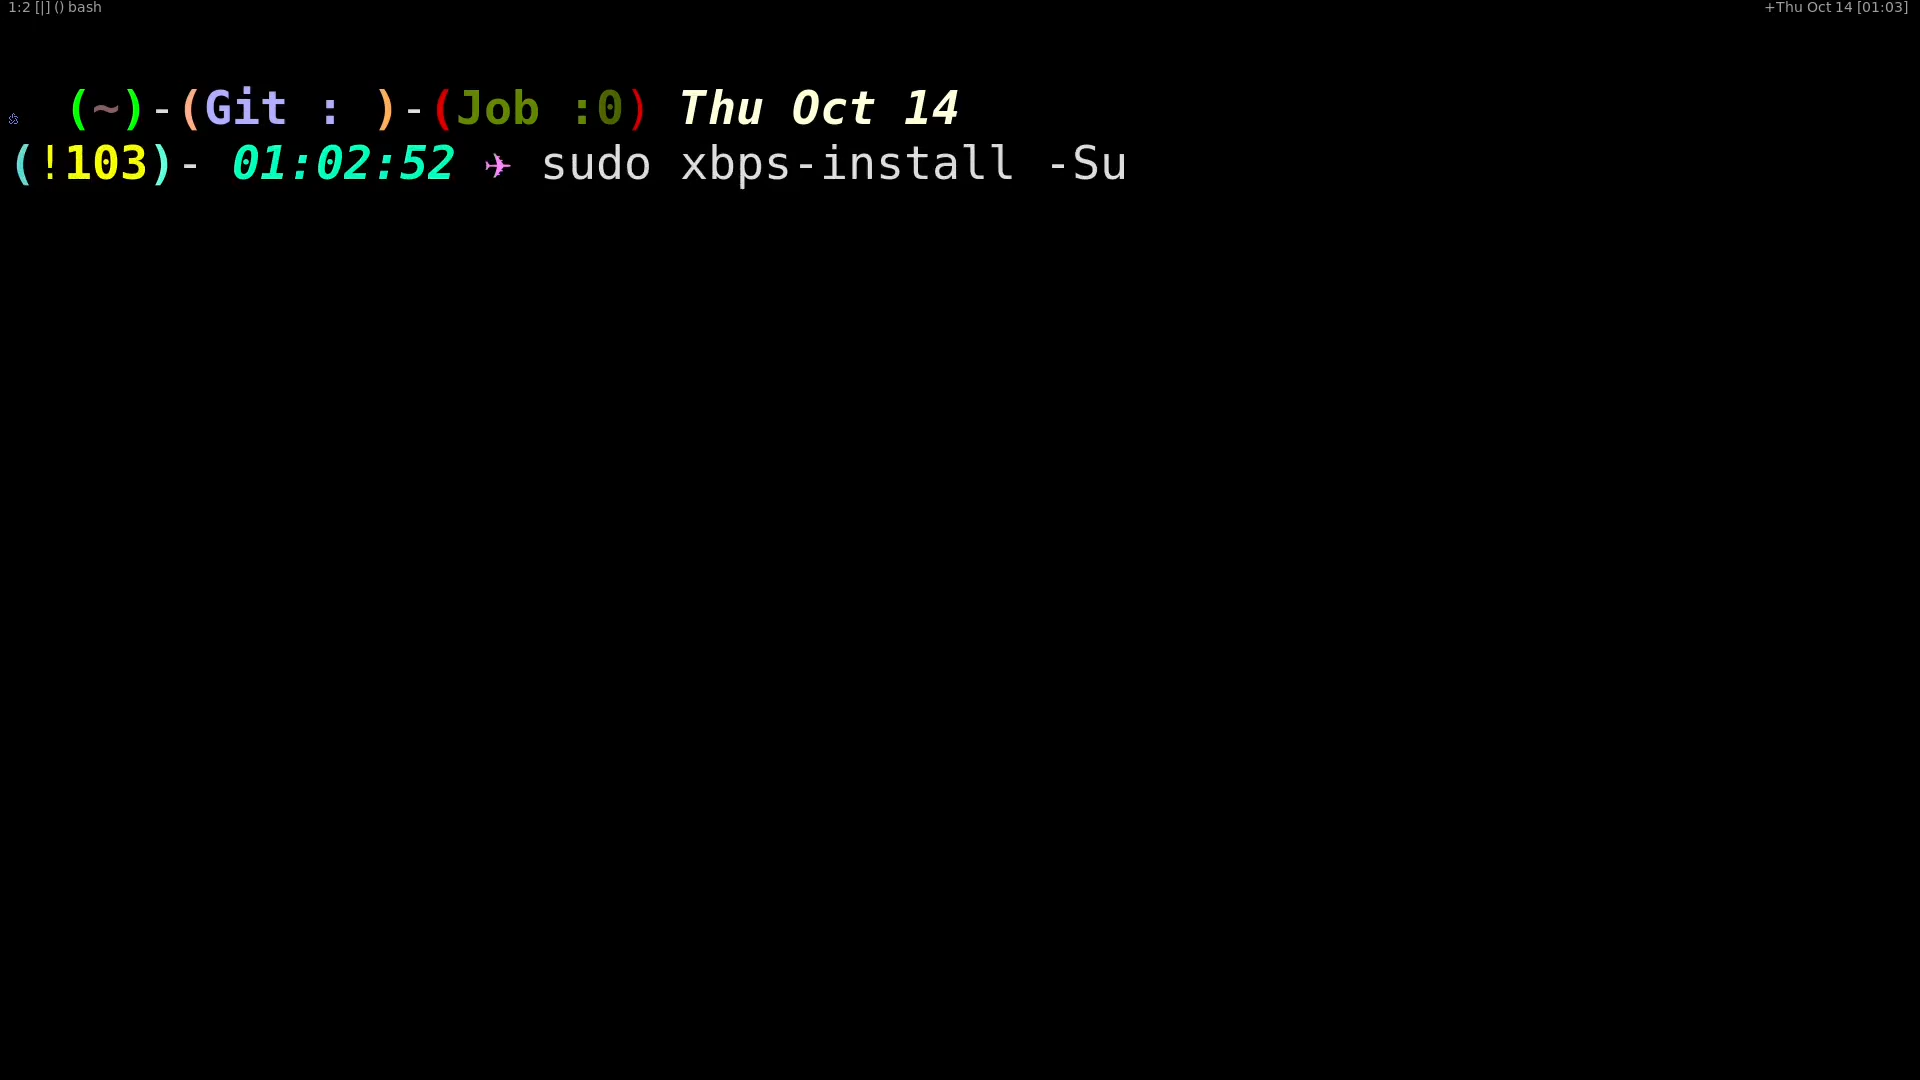 1:2 [|] () bash +Thu Oct 14 [01:03]
(~)-(Git : )-(Job :0) Thu Oct 14
(!103)- 01:02:52 ✈ sudo xbps-install -Su